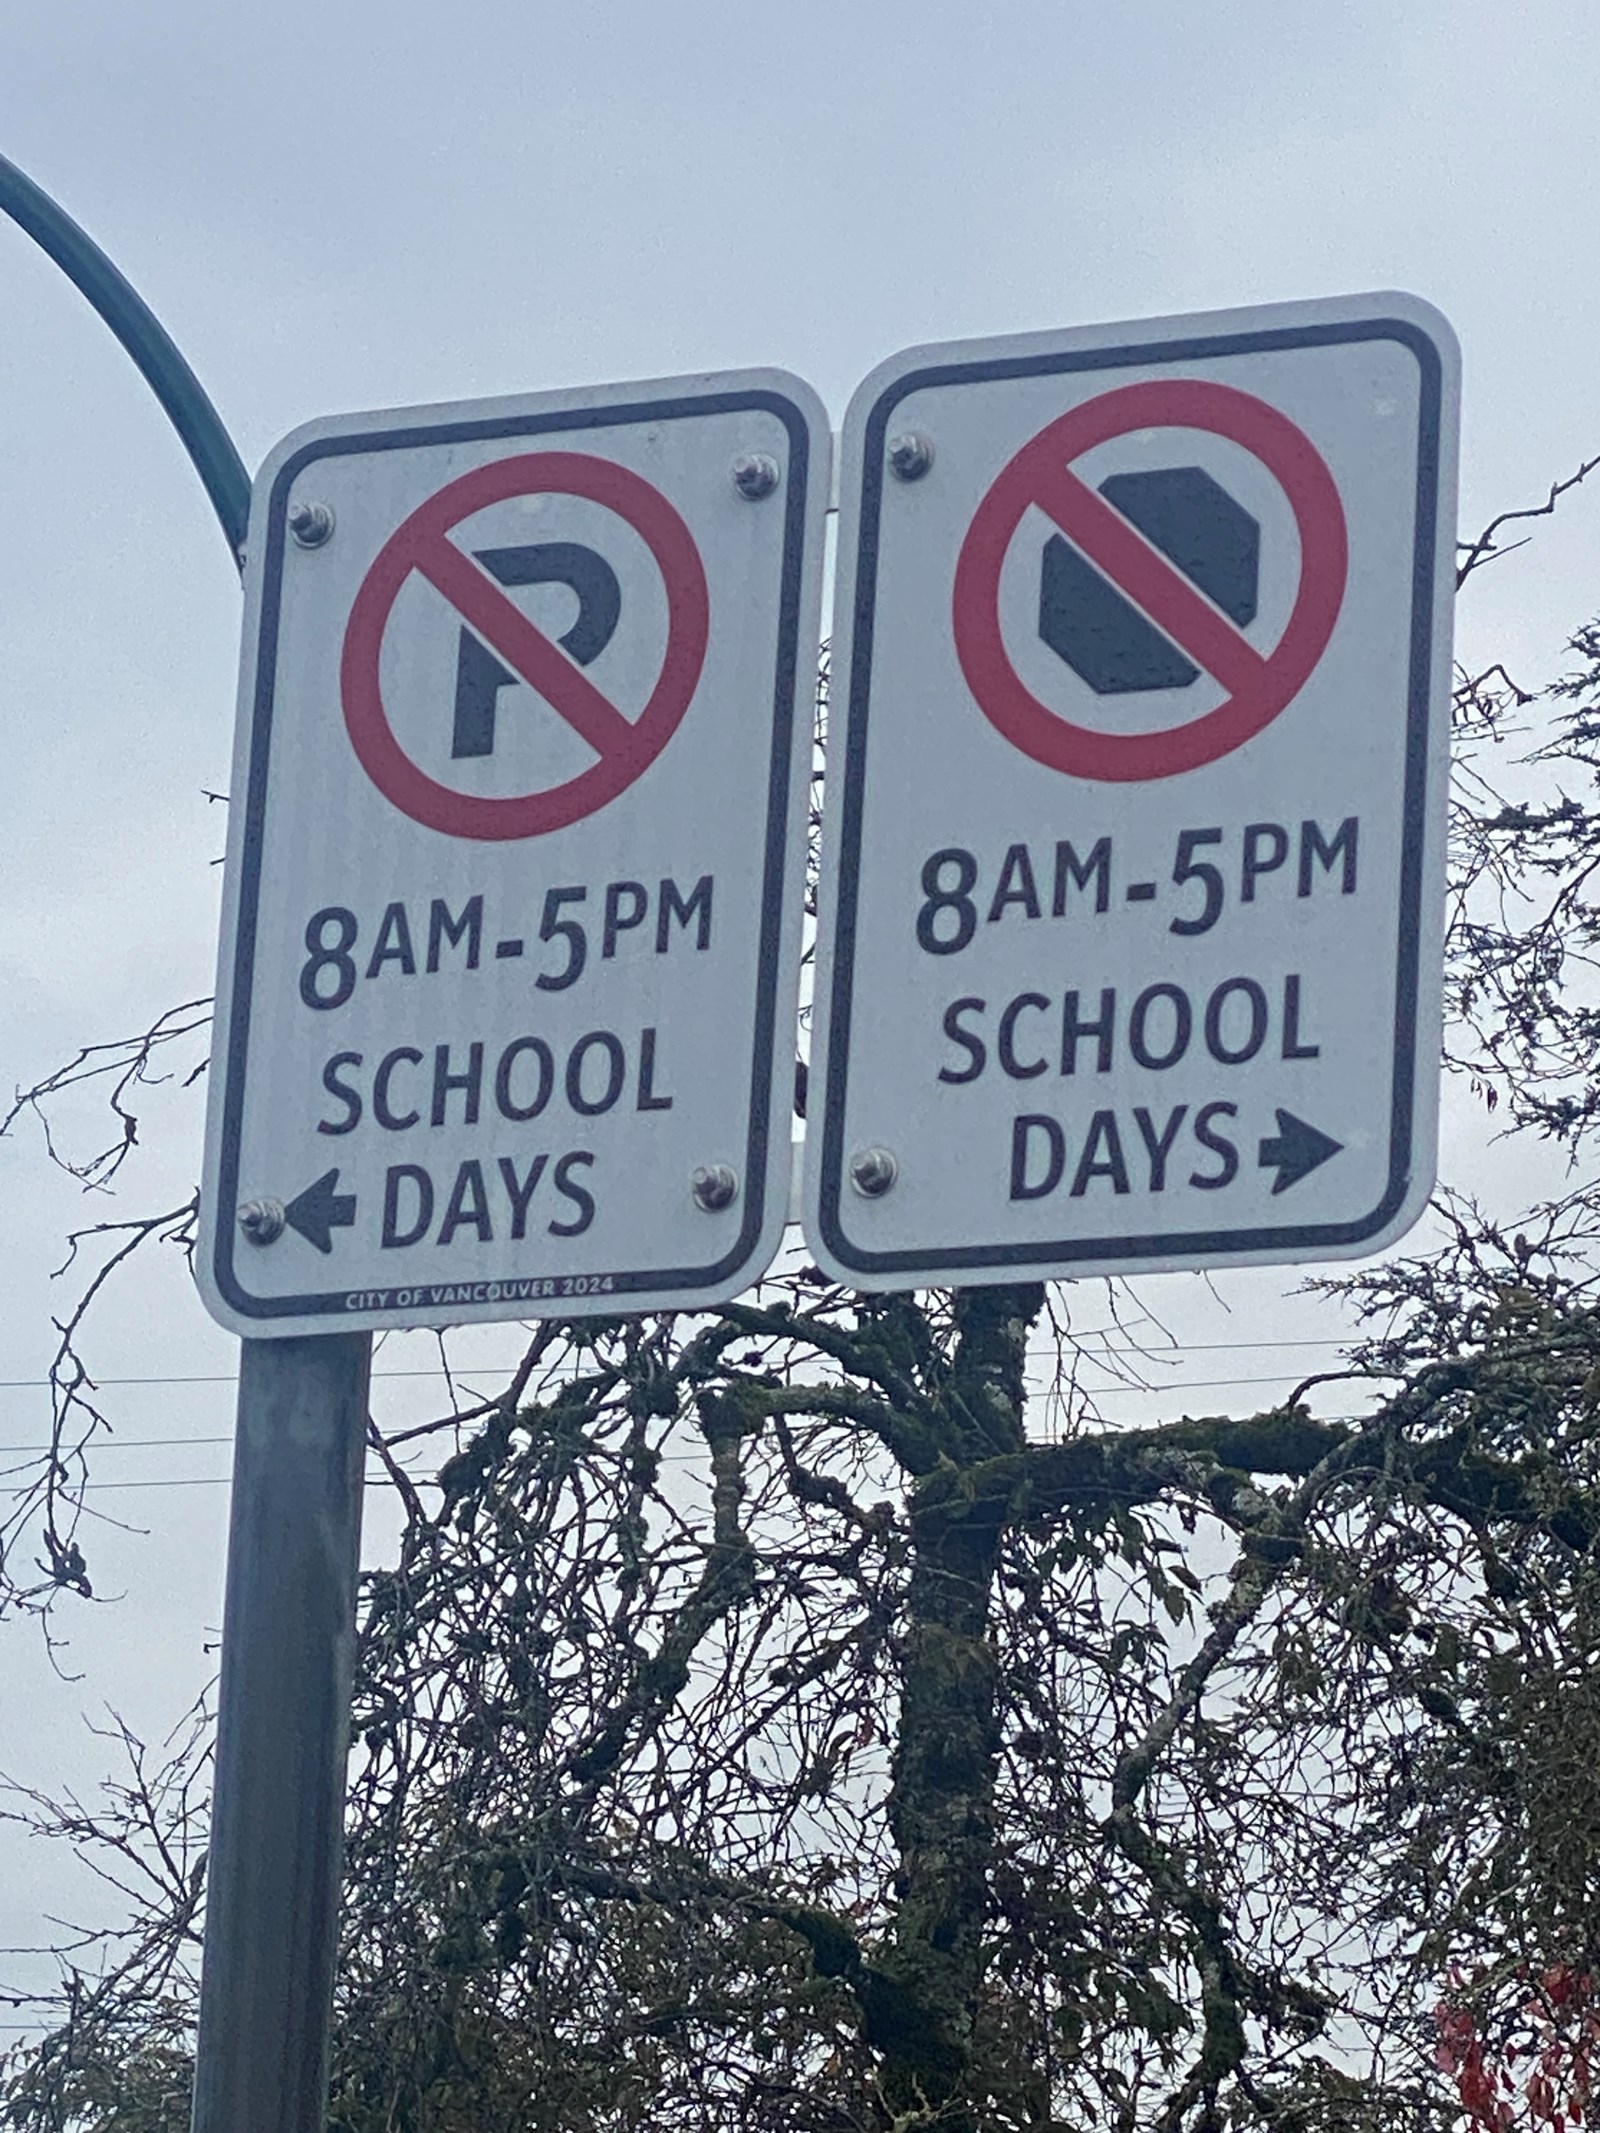 P
8AM-5PM
SCHOOL
DAYS
CITY OF VANCOUVER 2024
8AM-5PM
SCHOOL
DAYS